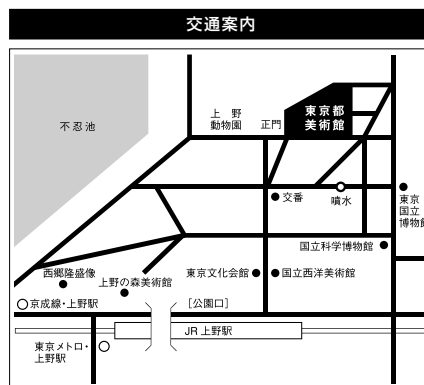 交通案内
不忍池
上野
動物園
正門
東京都
美術館
交番
噴水
東京
国立
博物館
国立科学博物館
西郷隆盛像
上野の森美術館
東京文化会館
国立西洋美術館
京成線・上野駅
[公園口]
JR 上野駅
東京メトロ・
上野駅